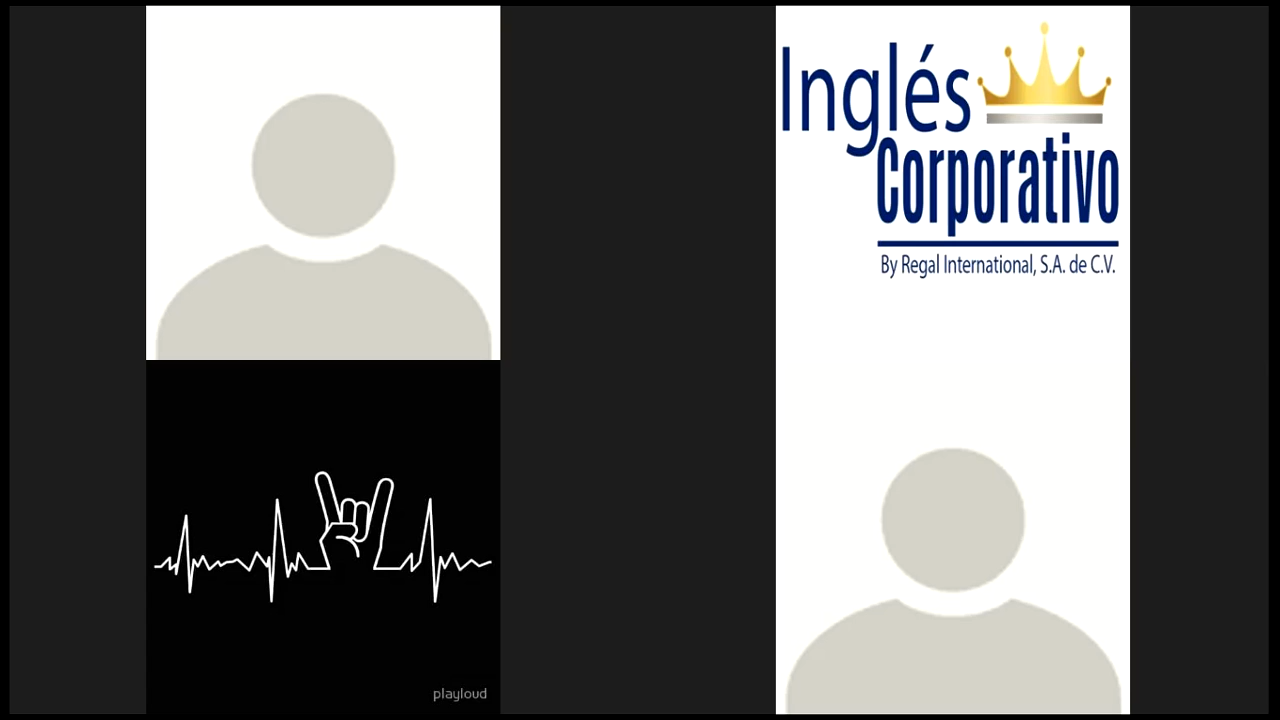 Inglés
Corporativo
By Regal International, S.A. de C.V.
playloud